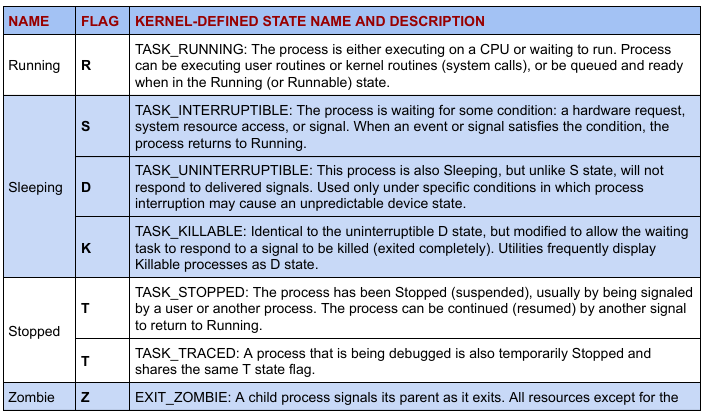 NAME FLAG KERNEL-DEFINED STATE NAME AND DESCRIPTION
Running R TASK_RUNNING: The process is either executing on a CPU or waiting to run. Process
can be executing user routines or kernel routines (system calls), or be queued and ready
when in the Running (or Runnable) state.
Sleeping
S TASK_INTERRUPTIBLE: The process is waiting for some condition: a hardware request,
system resource access, or signal. When an event or signal satisfies the condition, the
process returns to Running.
D TASK_UNINTERRUPTIBLE: This process is also Sleeping, but unlike S state, will not
respond to delivered signals. Used only under specific conditions in which process
interruption may cause an unpredictable device state.
K TASK_KILLABLE: Identical to the uninterruptible D state, but modified to allow the waiting
task to respond to a signal to be killed (exited completely). Utilities frequently display
Killable processes as D state.
Stopped
T TASK_STOPPED: The process has been Stopped (suspended), usually by being signaled
by a user or another process. The process can be continued (resumed) by another signal
to return to Running.
T TASK_TRACED: A process that is being debugged is also temporarily Stopped and
shares the same T state flag.
Zombie Z EXIT_ZOMBIE: A child process signals its parent as it exits. All resources except for the